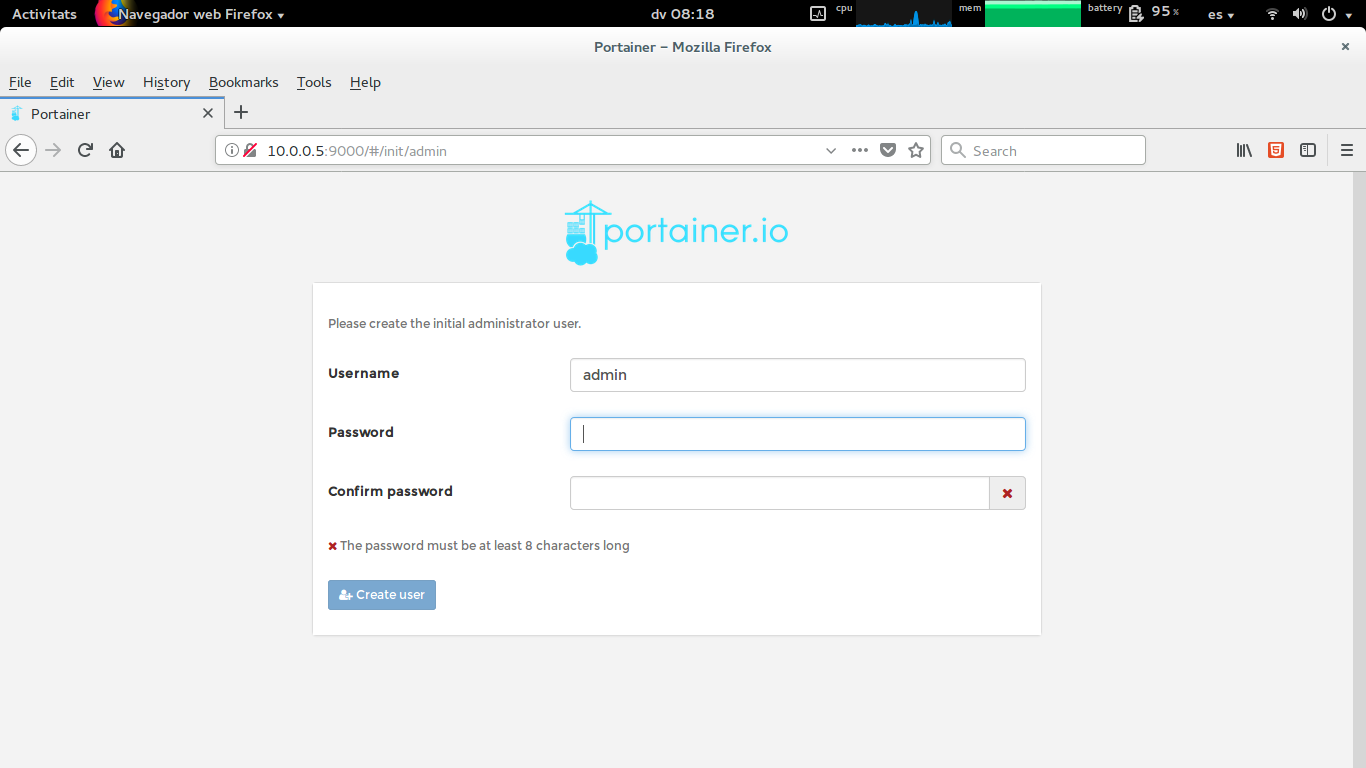 Activitats Navegador web Firefox dv 08:18 cpu mem battery 95% es
Portainer – Mozilla Firefox
File Edit View History Bookmarks Tools Help
Portainer
10.0.0.5:9000/#/init/admin Search
portainer.io
Please create the initial administrator user.
Username admin
Password
Confirm password
The password must be at least 8 characters long
Create user